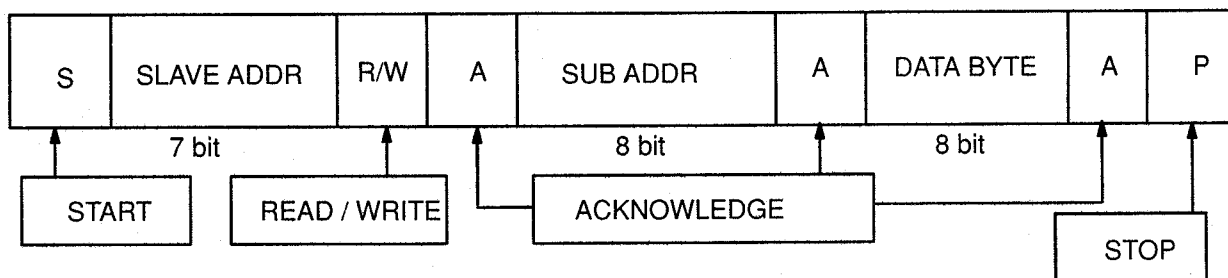 S SLAVE ADDR R/W A SUB ADDR A DATA BYTE A P
7 bit 8 bit 8 bit
START READ / WRITE ACKNOWLEDGE
STOP